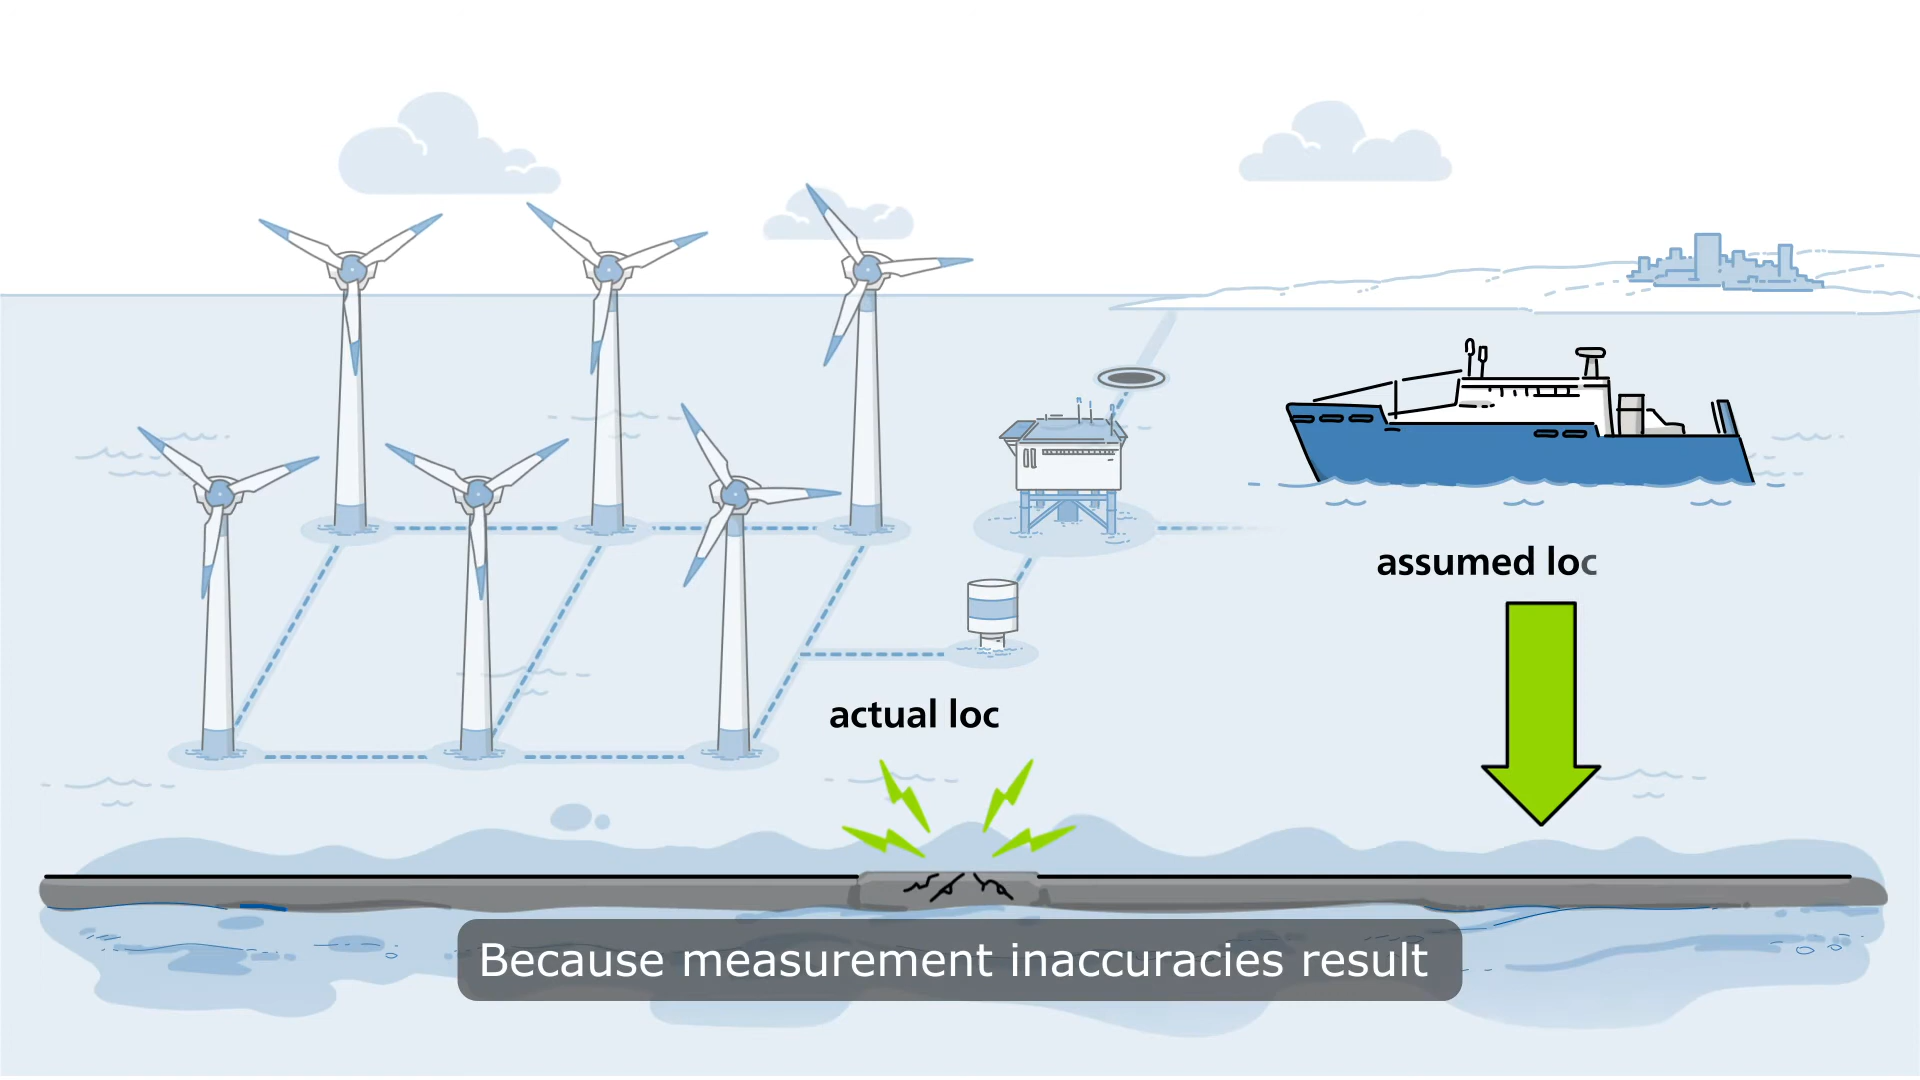 assumed loc
actual loc
Because measurement inaccuracies result